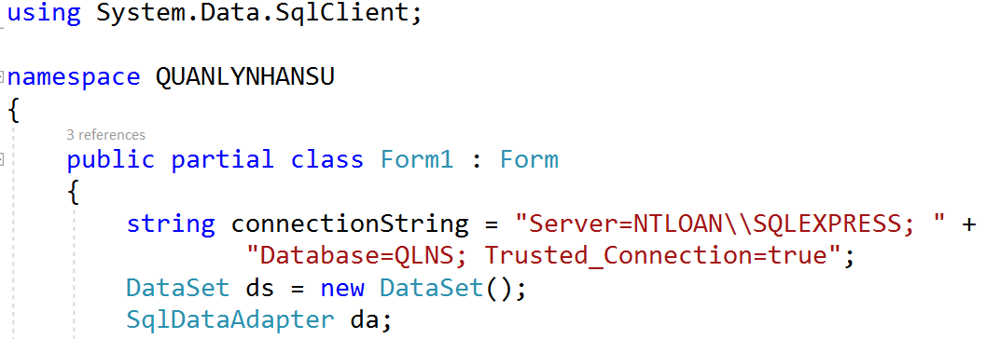 using System.Data.SqlClient;
namespace QUANLYNHANSU
{
3 references
public partial class Form1 : Form
{
string connectionString = "Server=NTLOAN\\SQLEXPRESS; " +
"Database=QLNS; Trusted_Connection=true";
DataSet ds = new DataSet();
SqlDataAdapter da;